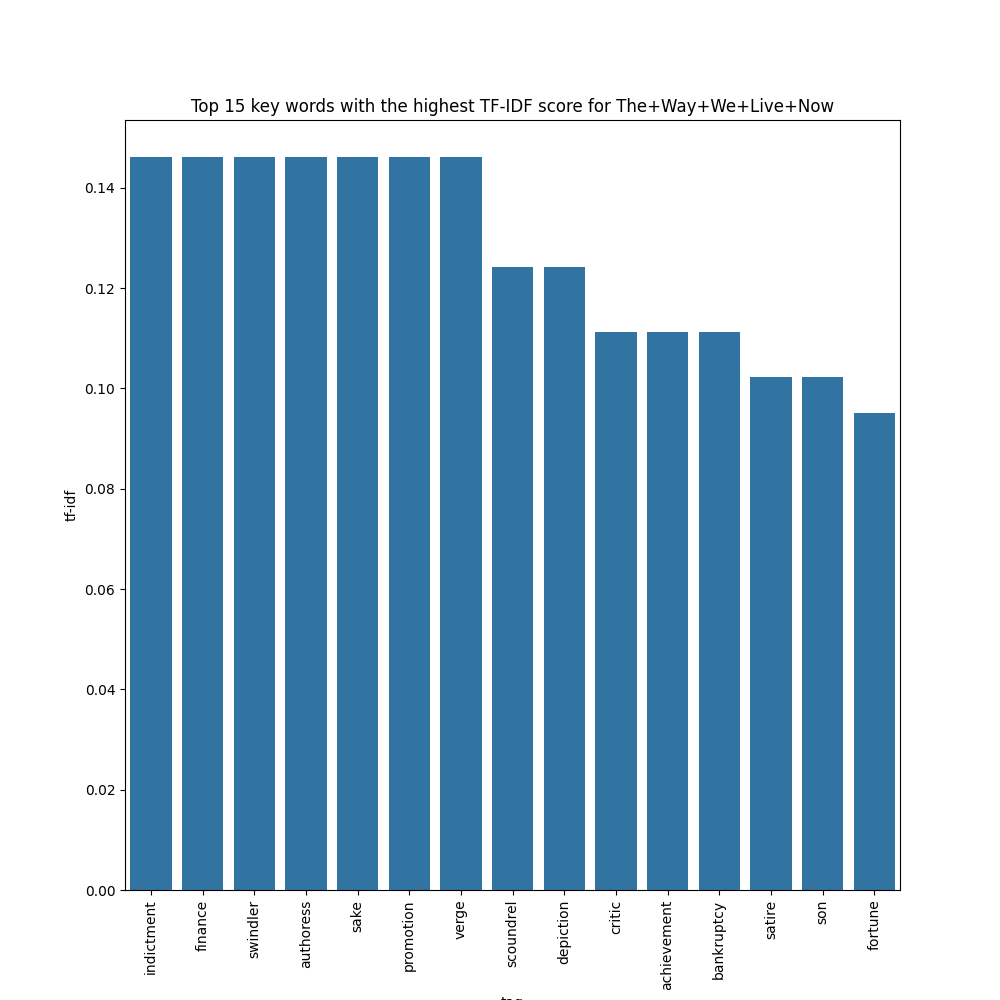 Top 15 key words with the highest TF-IDF score for The+Way+We+Live+Now
tf-idf
0.14
0.12
0.10
0.08
0.06
0.04
0.02
0.00
indictment
finance
swindler
authoress
sake
promotion
verge
scoundrel
depiction
critic
achievement
bankruptcy
satire
son
fortune